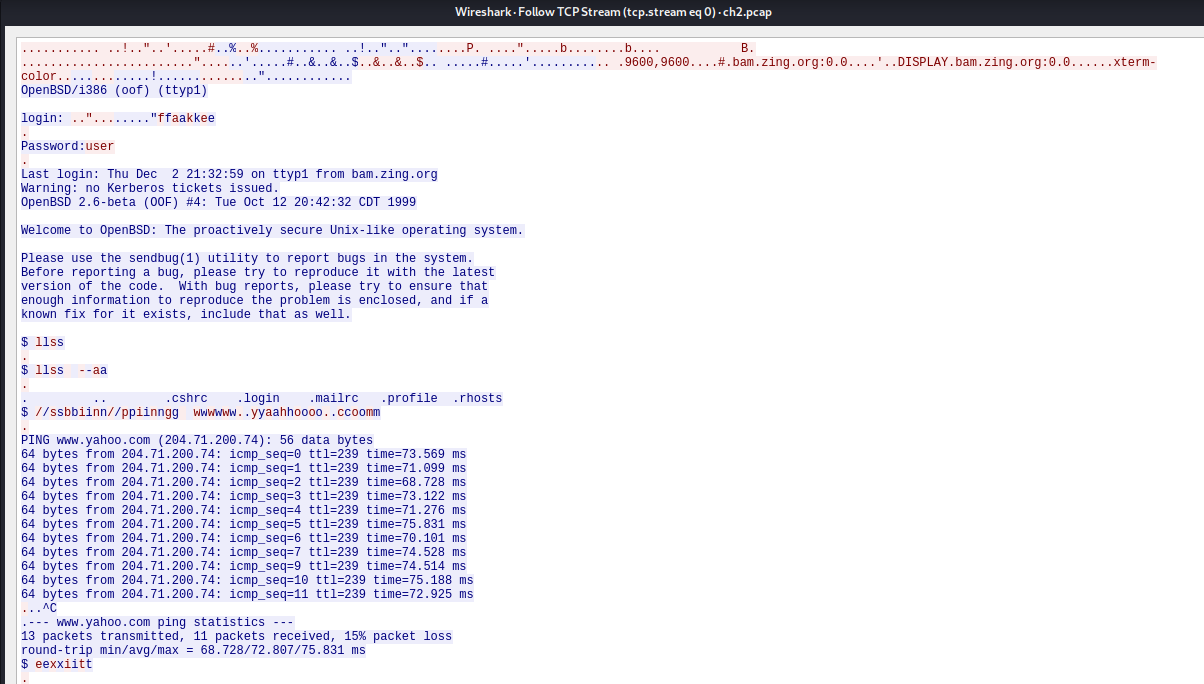 Wireshark · Follow TCP Stream (tcp.stream eq 0) · ch2.pcap
........... ..!.."..'.....#..%..%........... ..!..".."........P. ....".....b........b.... B.
........................"......'.....#..&..&..$..&..&..$.. .....#.....'........... .9600,9600....#.bam.zing.org:0.0....'..DISPLAY.bam.zing.org:0.0......xterm-
color.............!.............."............
OpenBSD/i386 (oof) (ttyp1)
login: .."........"ffaakkee
.
Password:user
.
Last login: Thu Dec  2 21:32:59 on ttyp1 from bam.zing.org
Warning: no Kerberos tickets issued.
OpenBSD 2.6-beta (OOF) #4: Tue Oct 12 20:42:32 CDT 1999
Welcome to OpenBSD: The proactively secure Unix-like operating system.
Please use the sendbug(1) utility to report bugs in the system.
Before reporting a bug, please try to reproduce it with the latest
version of the code.  With bug reports, please try to ensure that
enough information to reproduce the problem is enclosed, and if a
known fix for it exists, include that as well.
$ llss
.
$ llss  --aa
.
.         ..        .cshrc    .login    .mailrc   .profile  .rhosts
$ //ssbbiinn//ppiinngg  wwwwww..yyaahhoooo..ccoomm
.
PING www.yahoo.com (204.71.200.74): 56 data bytes
64 bytes from 204.71.200.74: icmp_seq=0 ttl=239 time=73.569 ms
64 bytes from 204.71.200.74: icmp_seq=1 ttl=239 time=71.099 ms
64 bytes from 204.71.200.74: icmp_seq=2 ttl=239 time=68.728 ms
64 bytes from 204.71.200.74: icmp_seq=3 ttl=239 time=73.122 ms
64 bytes from 204.71.200.74: icmp_seq=4 ttl=239 time=71.276 ms
64 bytes from 204.71.200.74: icmp_seq=5 ttl=239 time=75.831 ms
64 bytes from 204.71.200.74: icmp_seq=6 ttl=239 time=70.101 ms
64 bytes from 204.71.200.74: icmp_seq=7 ttl=239 time=74.528 ms
64 bytes from 204.71.200.74: icmp_seq=9 ttl=239 time=74.514 ms
64 bytes from 204.71.200.74: icmp_seq=10 ttl=239 time=75.188 ms
64 bytes from 204.71.200.74: icmp_seq=11 ttl=239 time=72.925 ms
...^C
.--- www.yahoo.com ping statistics ---
13 packets transmitted, 11 packets received, 15% packet loss
round-trip min/avg/max = 68.728/72.807/75.831 ms
$ eexxiitt
.